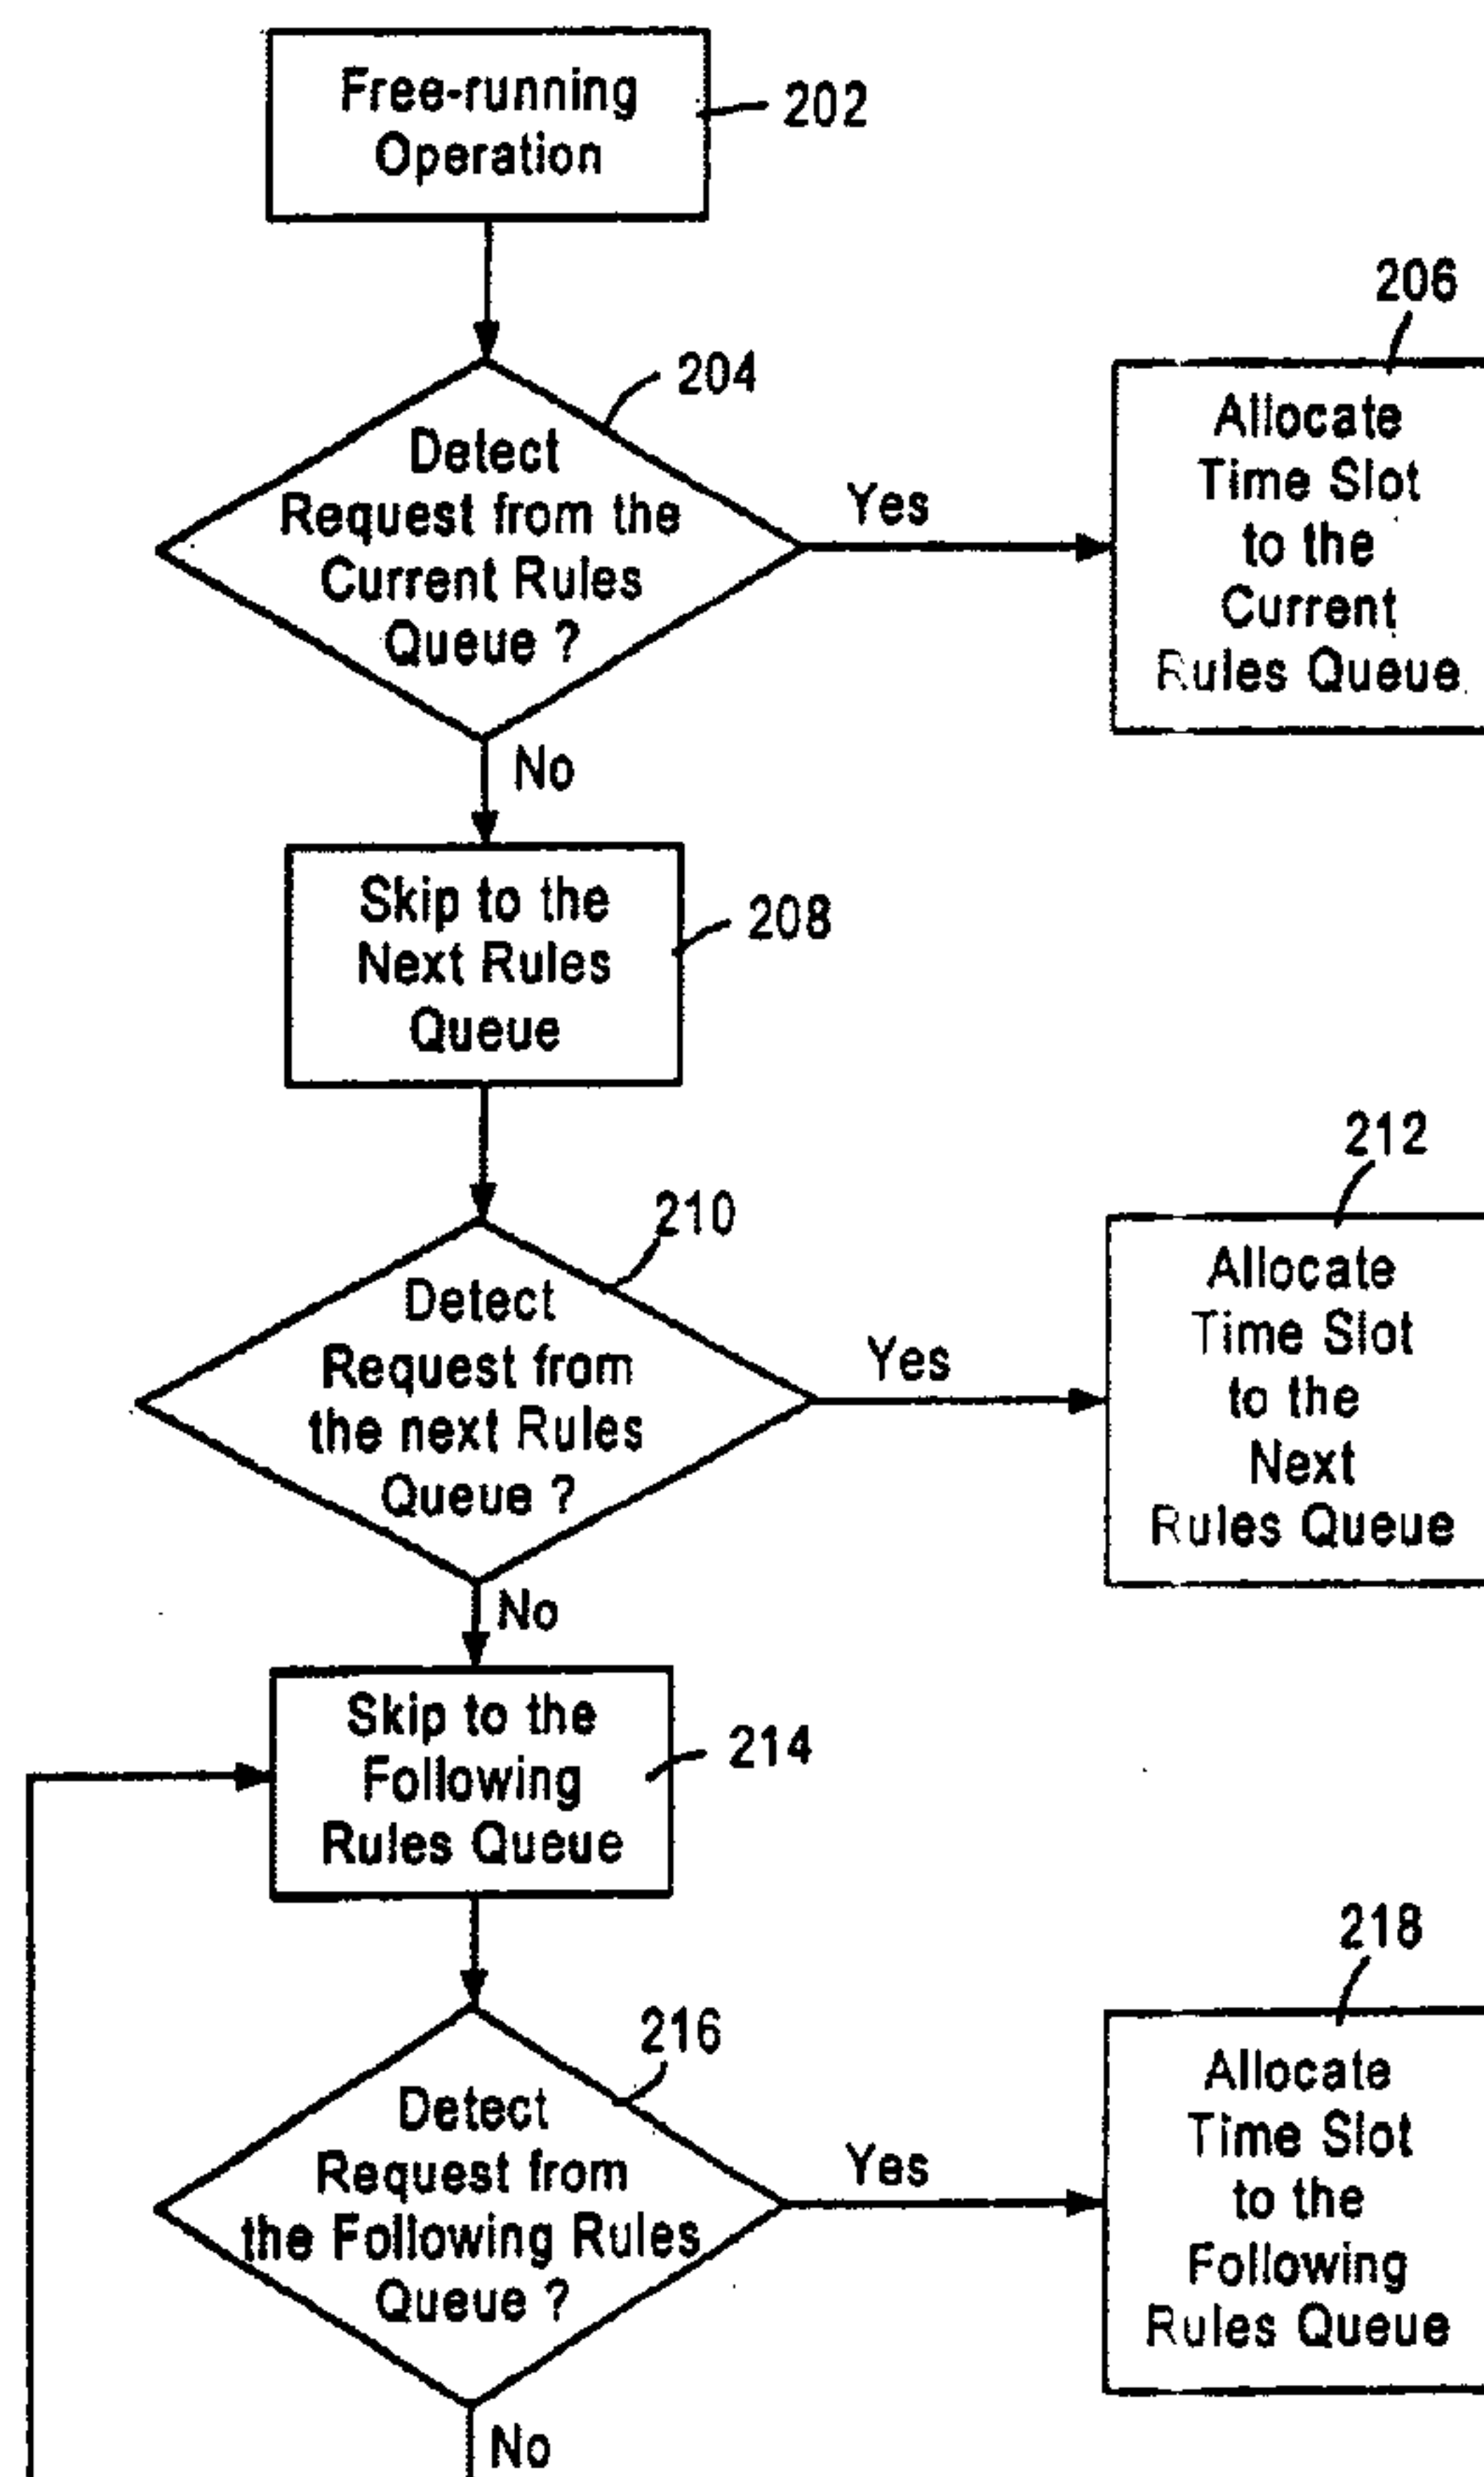 Free-running
Operation
202
204
Detect
Request from the
Current Rules
Queue ?
Yes
206
Allocate
Time Slot
to the
Current
Rules Queue
No
Skip to the
Next Rules
Queue
208
210
Detect
Request from
the next Rules
Queue ?
Yes
212
Allocate
Time Slot
to the
Next
Rules Queue
No
Skip to the
Following
Rules Queue
214
216
Detect
Request from
the Following Rules
Queue ?
Yes
218
Allocate
Time Slot
to the
Following
Rules Queue
No